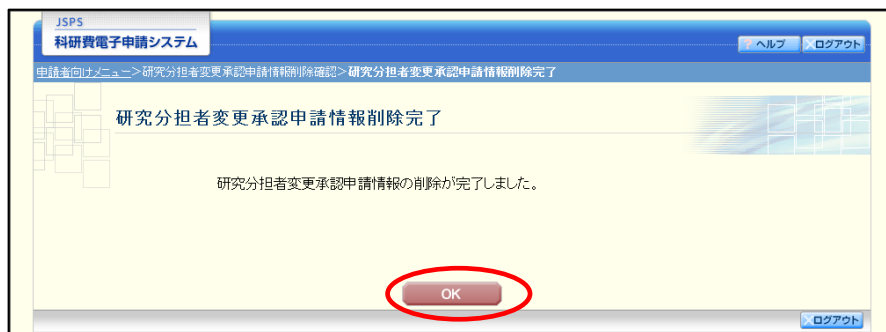 JSPS
科研費電子申請システム
? ヘルプ ログアウト
申請者向けメニュー>研究分担者変更承認申請情報削除確認>研究分担者変更承認申請情報削除完了
研究分担者変更承認申請情報削除完了
研究分担者変更承認申請情報の削除が完了しました。
OK
ログアウト